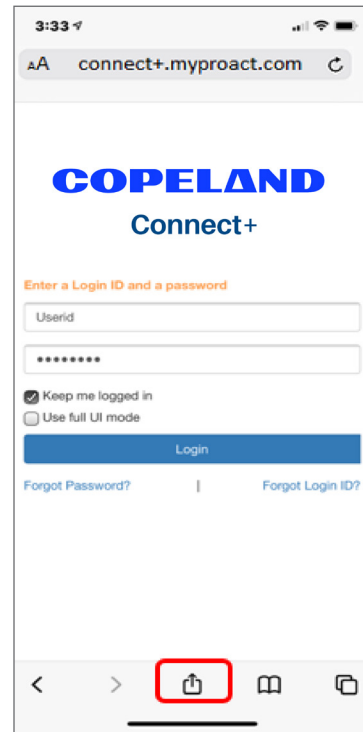 3:33
AA connect+.myproact.com
COPELAND
Connect+
Enter a Login ID and a password
Userid
Keep me logged in
Use full UI mode
Login
Forgot Password? | Forgot Login ID?